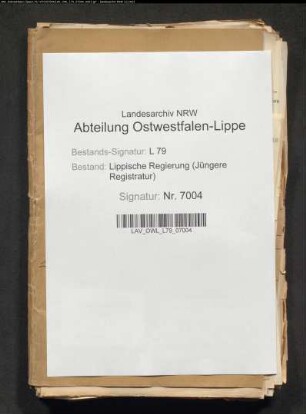 Landesarchiv NRW
Abteilung Ostwestfalen-Lippe
Bestands-Signatur: L 79
Bestand: Lippische Regierung (Jüngere
Registratur)
Signatur: Nr. 7004
LAV_OWL_L79_07004